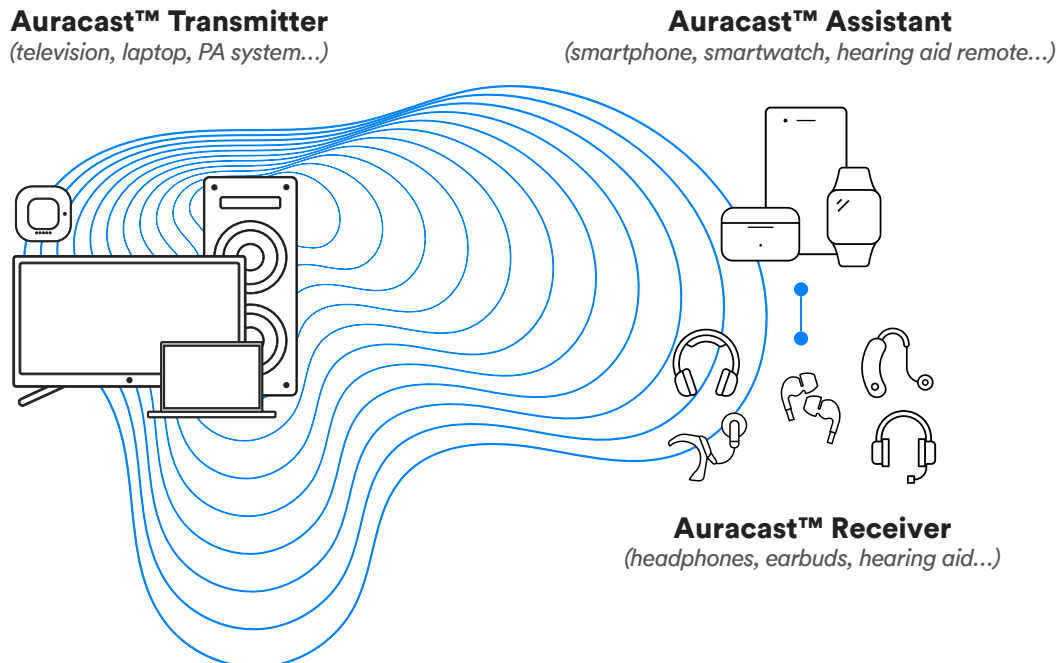 Auracast™ Transmitter
(television, laptop, PA system...)
Auracast™ Assistant
(smartphone, smartwatch, hearing aid remote...)
Auracast™ Receiver
(headphones, earbuds, hearing aid...)